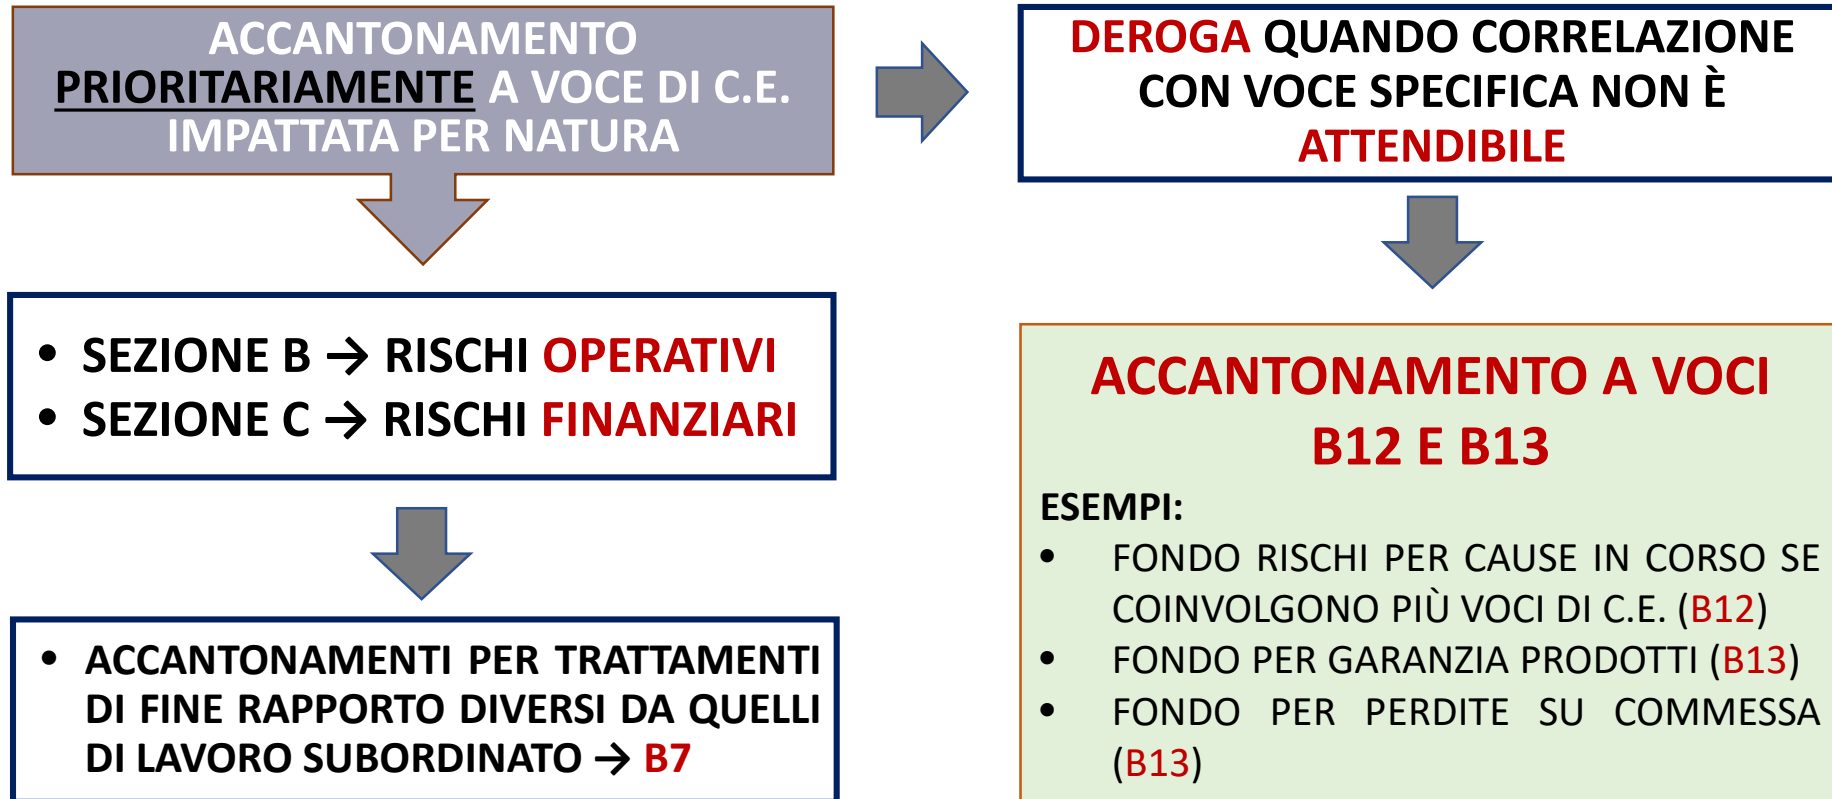 ACCANTONAMENTO
PRIORITARIAMENTE A VOCE DI C.E.
IMPATTATA PER NATURA
DEROGA QUANDO CORRELAZIONE
CON VOCE SPECIFICA NON È
ATTENDIBILE
• SEZIONE B → RISCHI OPERATIVI
• SEZIONE C → RISCHI FINANZIARI
• ACCANTONAMENTI PER TRATTAMENTI
DI FINE RAPPORTO DIVERSI DA QUELLI
DI LAVORO SUBORDINATO → B7
ACCANTONAMENTO A VOCI
B12 E B13
ESEMPI:
• FONDO RISCHI PER CAUSE IN CORSO SE
COINVOLGONO PIÙ VOCI DI C.E. (B12)
• FONDO PER GARANZIA PRODOTTI (B13)
• FONDO PER PERDITE SU COMMESSA
(B13)